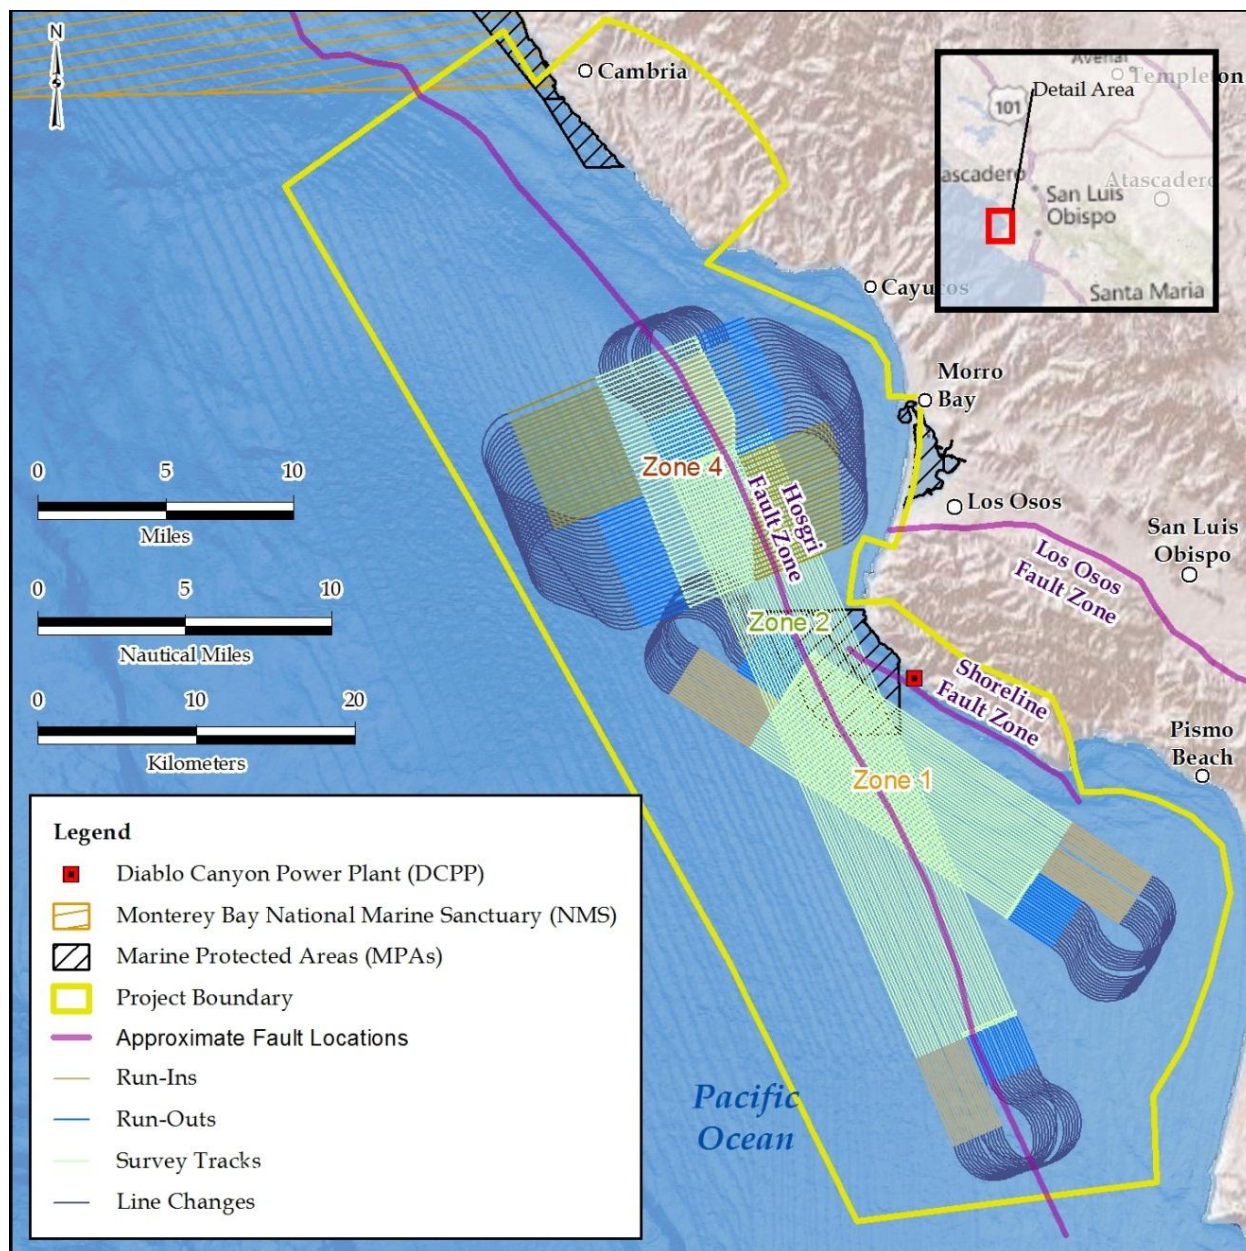 N
Cambria
Avenal
Templeton
Detail Area
101
ascadero
Atascadero
San Luis
Obispo
Santa Maria
Cayucos
Morro
Bay
Los Osos
San Luis
Obispo
Los Osos
Fault Zone
Zone 4
Hosgri
Fault Zone
Zone 2
Shoreline
Fault Zone
Pismo
Beach
Zone 1
0 5 10
Miles
0 5 10
Nautical Miles
0 10 20
Kilometers
Legend
Diablo Canyon Power Plant (DCPP)
Monterey Bay National Marine Sanctuary (NMS)
Marine Protected Areas (MPAs)
Project Boundary
Approximate Fault Locations
Run-Ins
Run-Outs
Survey Tracks
Line Changes
Pacific
Ocean